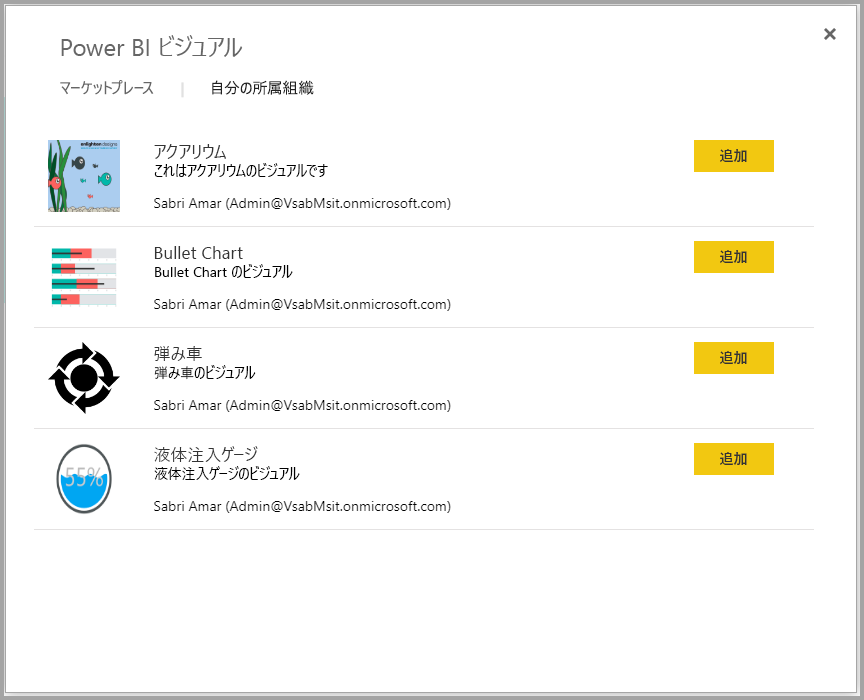 Power BI ビジュアル
マーケットプレース | 自分の所属組織
enlighten designs
アクアリウム
これはアクアリウムのビジュアルです
追加
Sabri Amar (Admin@VsabMsit.onmicrosoft.com)
Bullet Chart
Bullet Chart のビジュアル
追加
Sabri Amar (Admin@VsabMsit.onmicrosoft.com)
弾み車
弾み車のビジュアル
追加
Sabri Amar (Admin@VsabMsit.onmicrosoft.com)
55%
液体注入ゲージ
液体注入ゲージのビジュアル
追加
Sabri Amar (Admin@VsabMsit.onmicrosoft.com)